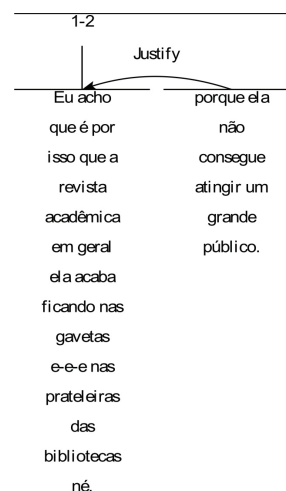 1-2
Justify
Eu acho
que é por
isso que a
revista
acadêmica
em geral
ela acaba
ficando nas
gavetas
e-e-e nas
prateleiras
das
bibliotecas
né.
porque ela
não
consegue
atingir um
grande
público.